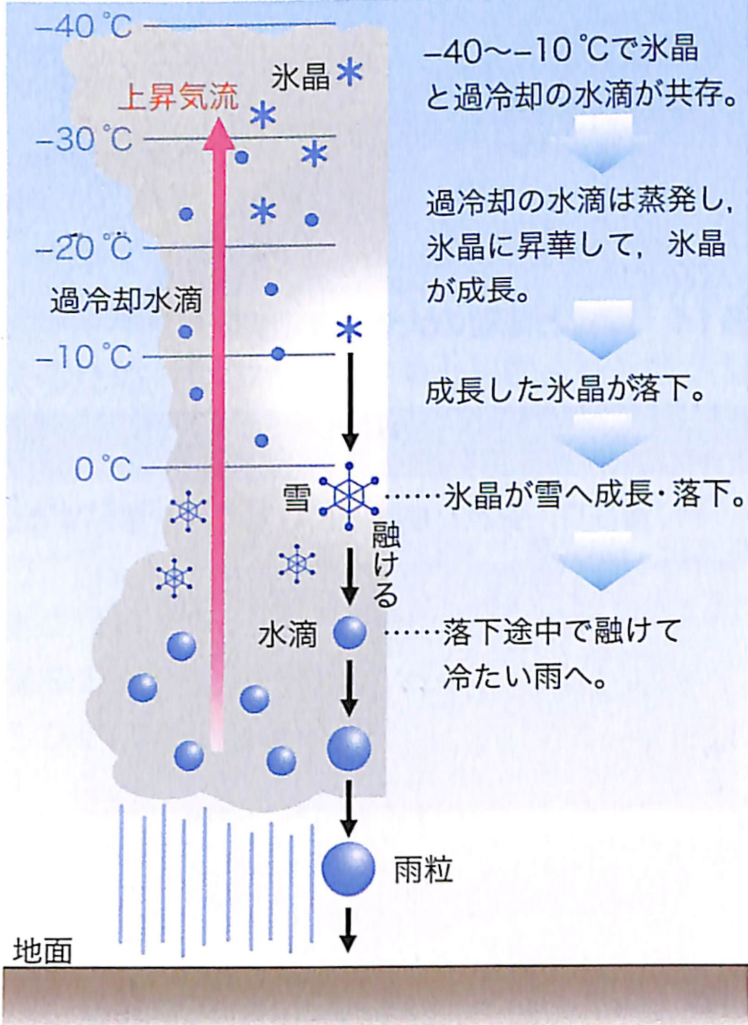 −40℃
氷晶
上昇気流
−30℃
−20℃
過冷却水滴
−10℃
0℃
雪
融ける
水滴
雨粒
地面
−40〜−10℃で氷晶
と過冷却の水滴が共存。
過冷却の水滴は蒸発し，
氷晶に昇華して，氷晶
が成長。
成長した氷晶が落下。
……氷晶が雪へ成長・落下。
……落下途中で融けて
冷たい雨へ。